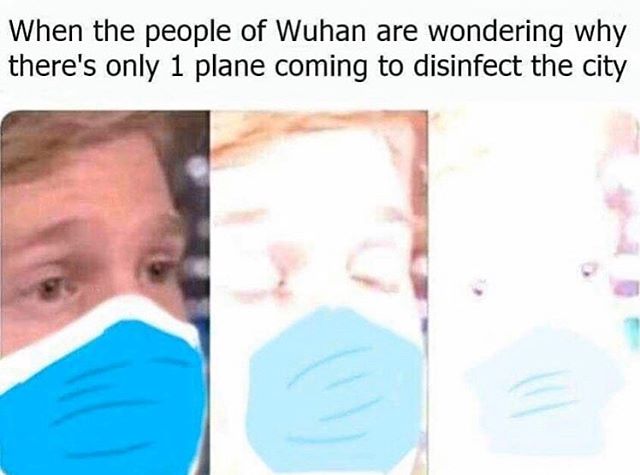 When the people of Wuhan are wondering why
there's only 1 plane coming to disinfect the city